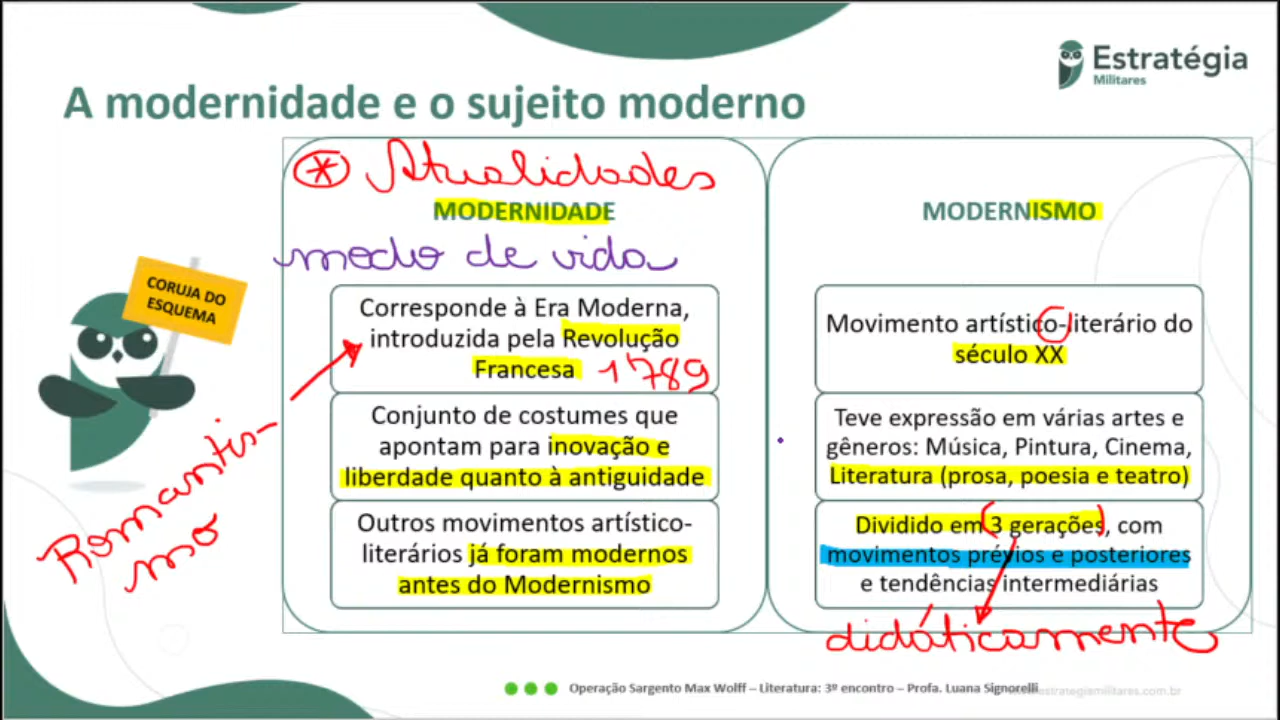 Estratégia
Militares
A modernidade e o sujeito moderno
* Atualidades
MODERNIDADE
modo de vida
CORUJA DO
ESQUEMA
Corresponde à Era Moderna,
introduzida pela Revolução
Francesa 1789
Romantis-
mo
Conjunto de costumes que
apontam para inovação e
liberdade quanto à antiguidade
Outros movimentos artístico-
literários já foram modernos
antes do Modernismo
MODERNISMO
Movimento artístico-literário do
século XX
Teve expressão em várias artes e
gêneros: Música, Pintura, Cinema,
Literatura (prosa, poesia e teatro)
Dividido em 3 gerações, com
movimentos prévios e posteriores
e tendências intermediárias
didáticamente
Operação Sargento Max Wolff – Literatura: 3º encontro – Profa. Luana Signorelli
estrategiamilitares.com.br